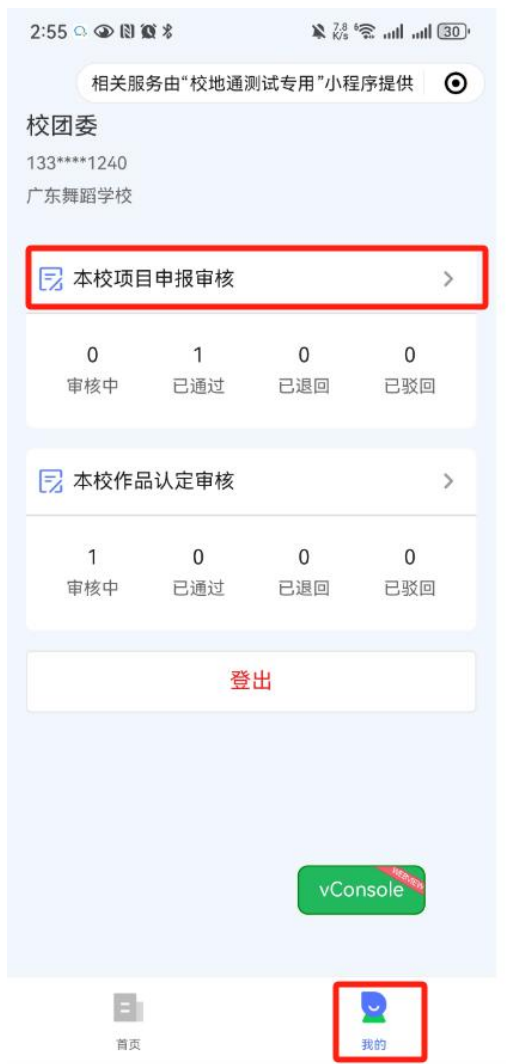 2:55
7.8 K/s
6
30
相关服务由“校地通测试专用”小程序提供
校团委
133****1240
广东舞蹈学校
本校项目申报审核
0 1 0 0
审核中 已通过 已退回 已驳回
本校作品认定审核
1 0 0 0
审核中 已通过 已退回 已驳回
登出
vConsole
WEBVIEW
首页 我的